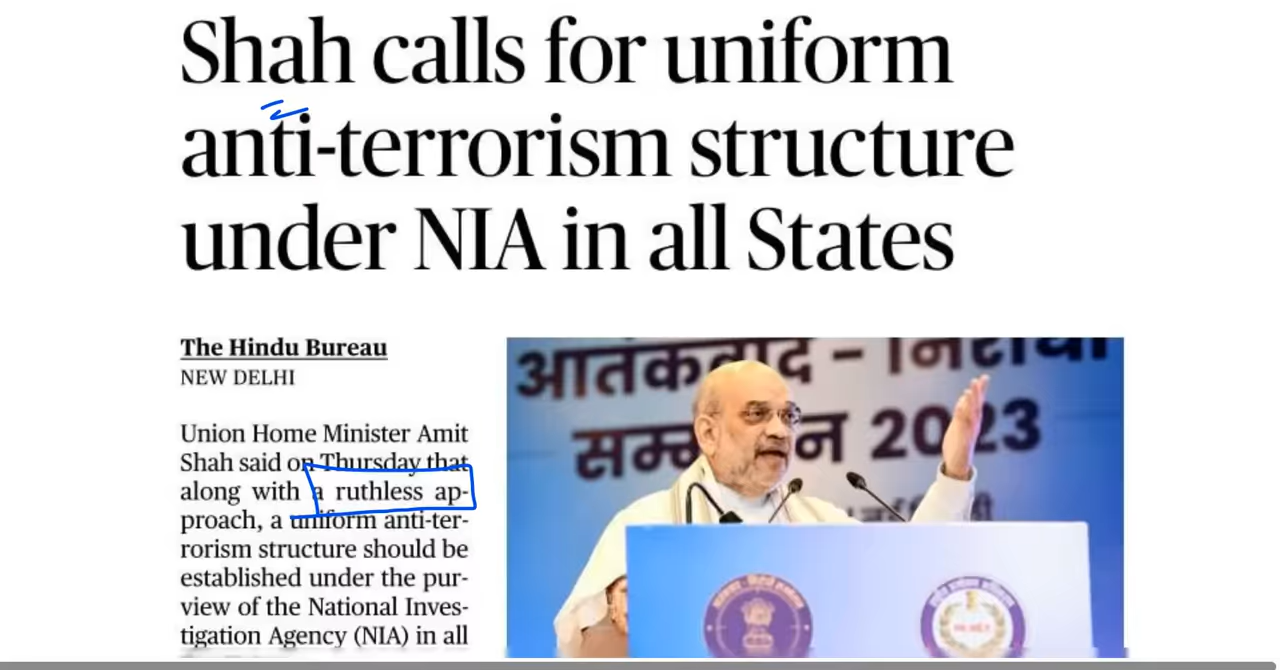 Shah calls for uniform
anti-terrorism structure
under NIA in all States
The Hindu Bureau
NEW DELHI
Union Home Minister Amit
Shah said on Thursday that
along with a ruthless ap-
proach, a uniform anti-ter-
rorism structure should be
established under the pur-
view of the National Inves-
tigation Agency (NIA) in all
आतंकवाद – निरोधी
सम्मेलन 2023